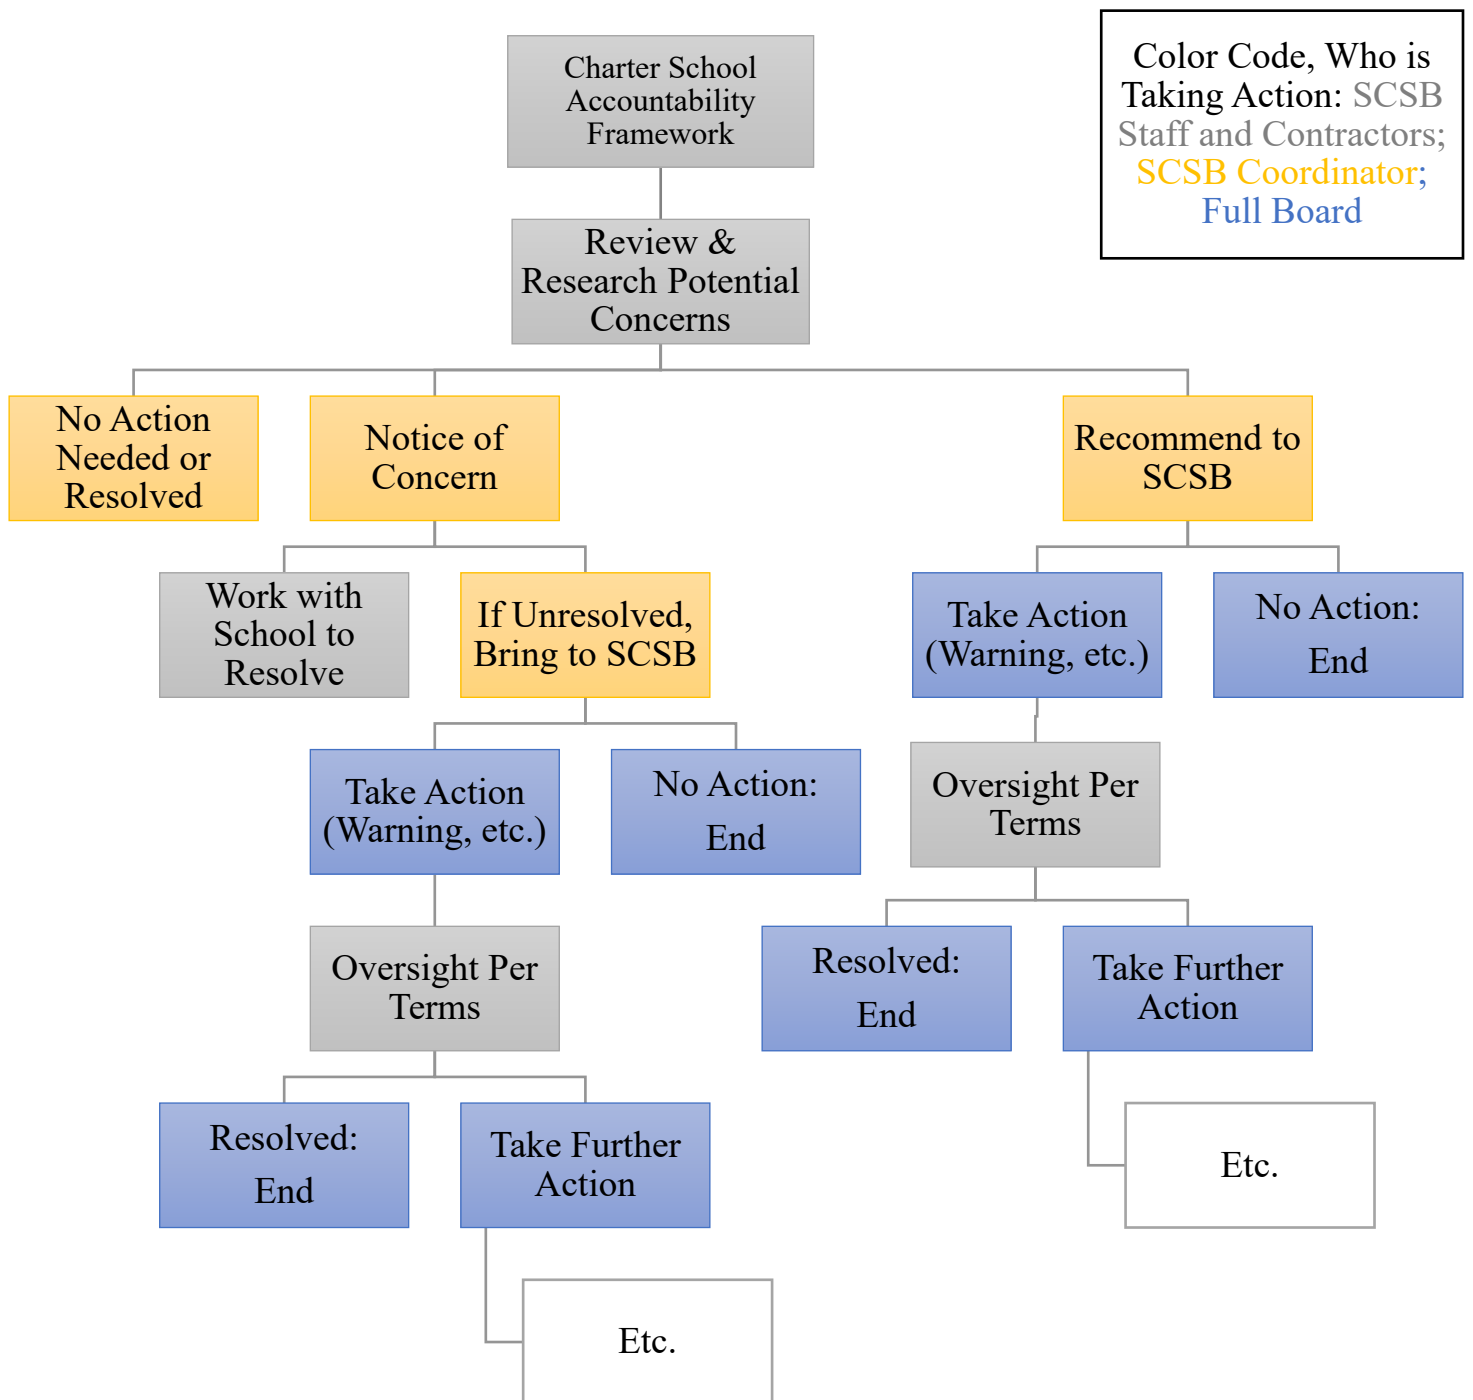 Charter School
Accountability
Framework
Color Code, Who is
Taking Action: SCSB
Staff and Contractors;
SCSB Coordinator;
Full Board
Review &
Research Potential
Concerns
No Action
Needed or
Resolved
Notice of
Concern
Recommend to
SCSB
Work with
School to
Resolve
If Unresolved,
Bring to SCSB
Take Action
(Warning, etc.)
No Action:
End
Take Action
(Warning, etc.)
No Action:
End
Oversight Per
Terms
Oversight Per
Terms
Resolved:
End
Take Further
Action
Resolved:
End
Take Further
Action
Etc.
Etc.